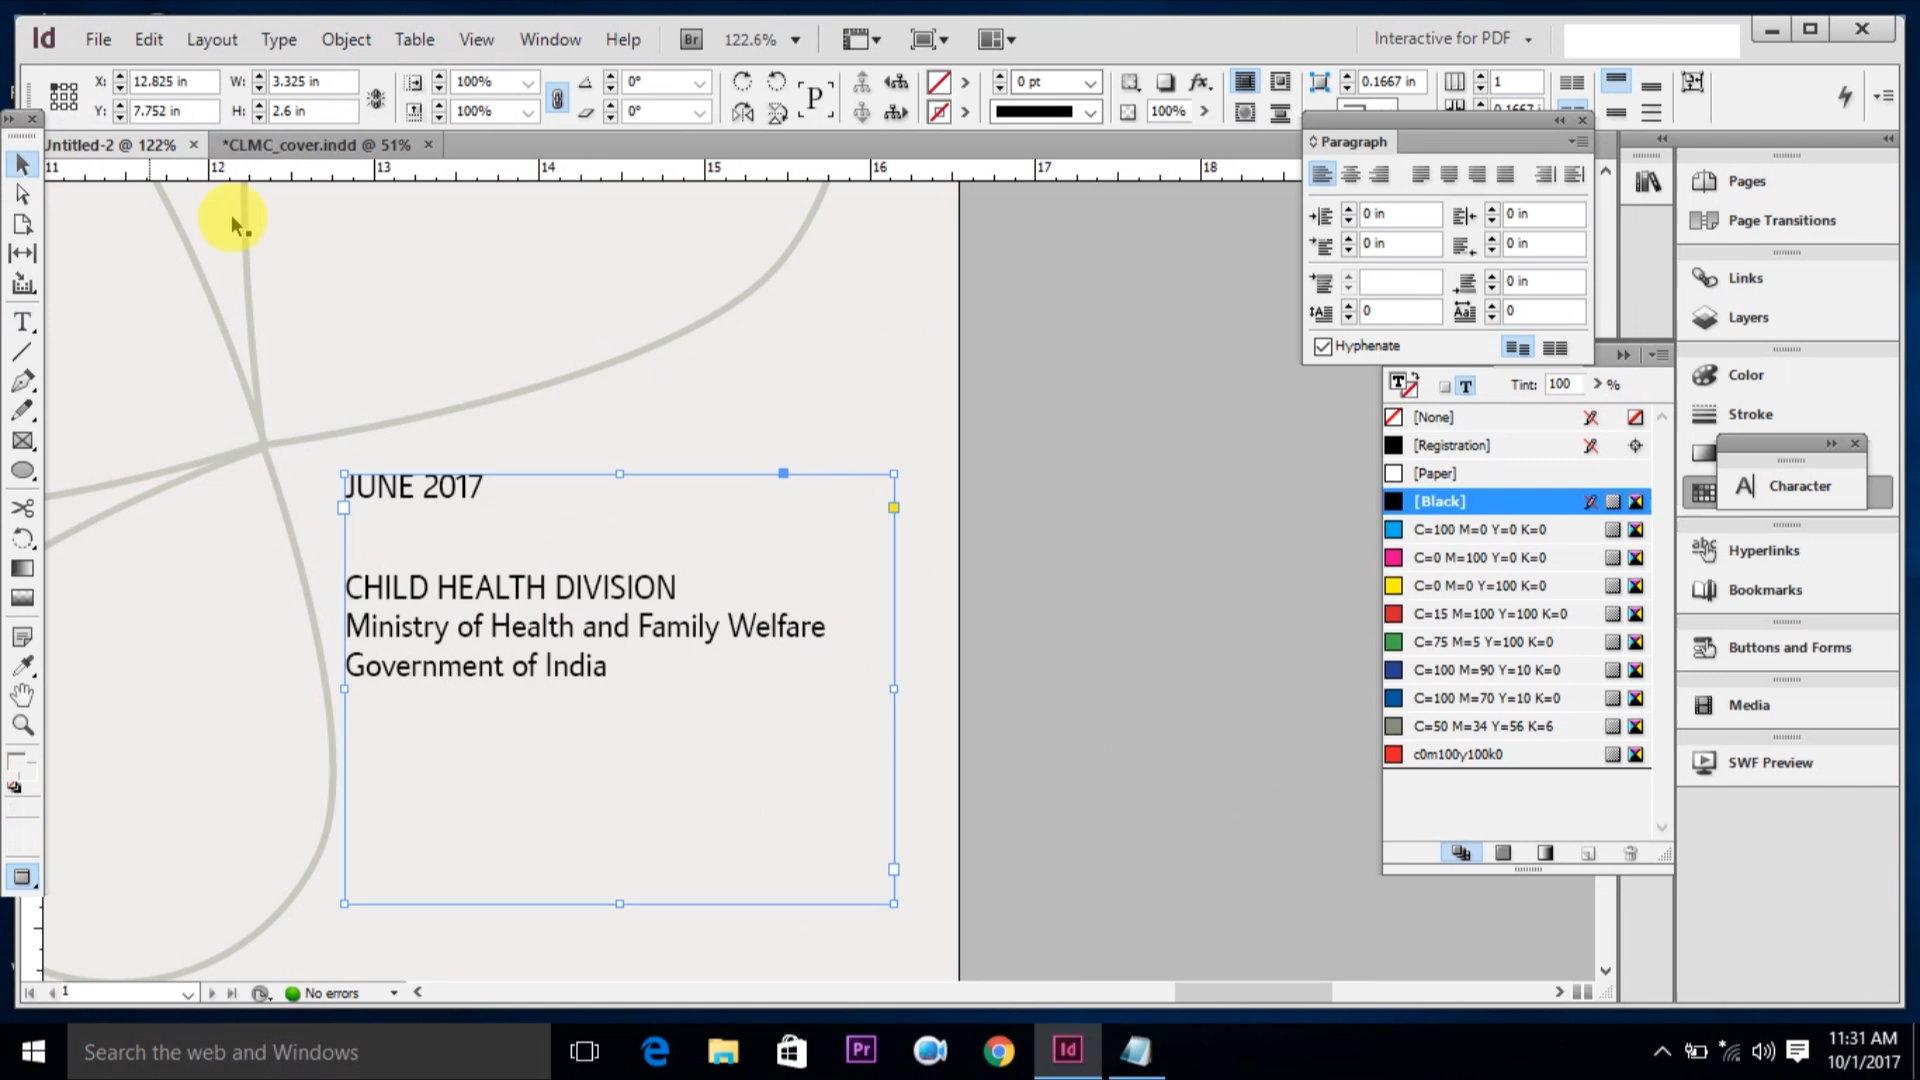 Id File Edit Layout Type Object Table View Window Help Br 122.6% Interactive for PDF
X: 12.825 in W: 3.325 in 100% 0° P 0 pt fx. 0.1667 in 1
Y: 7.752 in H: 2.6 in 100% 0° 100% 0.1667 i
Untitled-2 @ 122% × *CLMC_cover.indd @ 51% ×
11 12 13 14 15 16 17 18
JUNE 2017
CHILD HEALTH DIVISION
Ministry of Health and Family Welfare
Government of India
Paragraph
0 in 0 in
0 in 0 in
0 in
0 0
Hyphenate
T T Tint: 100 %
[None]
[Registration]
[Paper]
[Black]
C=100 M=0 Y=0 K=0
C=0 M=100 Y=0 K=0
C=0 M=0 Y=100 K=0
C=15 M=100 Y=100 K=0
C=75 M=5 Y=100 K=0
C=100 M=90 Y=10 K=0
C=100 M=70 Y=10 K=0
C=50 M=34 Y=56 K=6
c0m100y100k0
Pages
Page Transitions
Links
Layers
Color
Stroke
A Character
Hyperlinks
Bookmarks
Buttons and Forms
Media
SWF Preview
1 No errors
Search the web and Windows
Pr Id
11:31 AM
10/1/2017